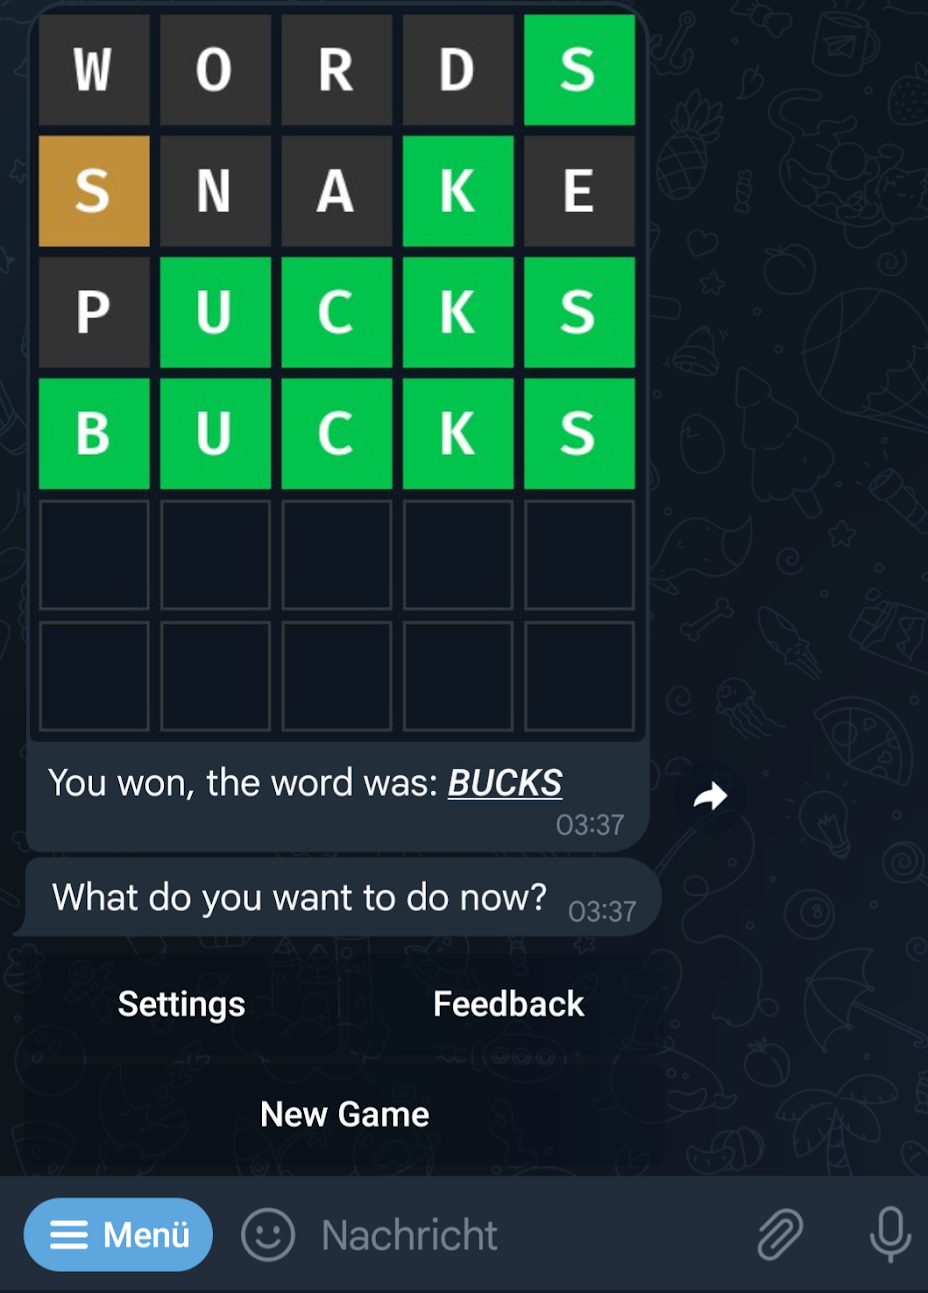 W O R D S
S N A K E
P U C K S
B U C K S
You won, the word was: BUCKS
03:37
What do you want to do now? 03:37
Settings Feedback
New Game
Menü Nachricht